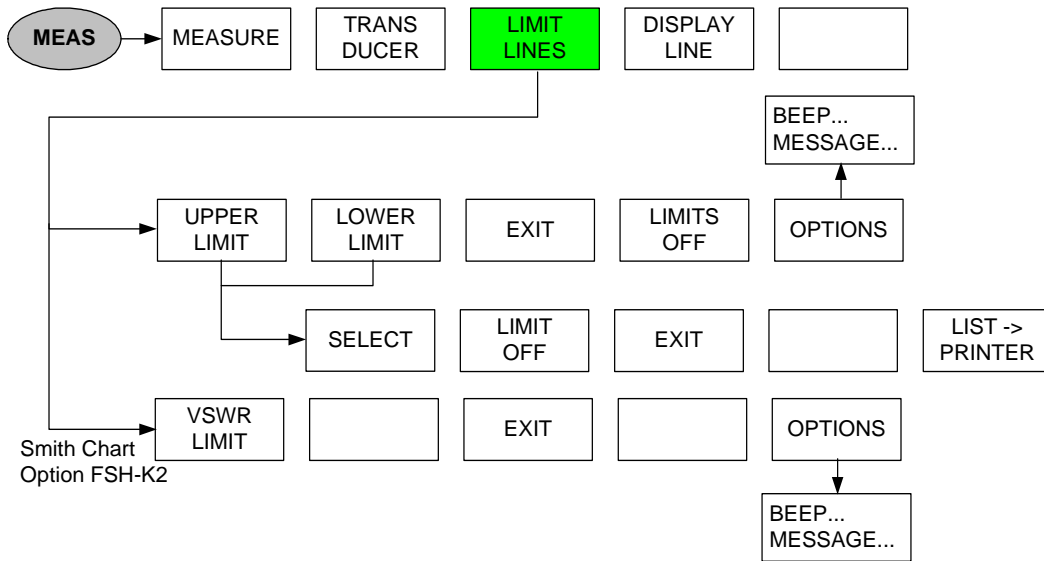 MEAS
MEASURE
TRANS
DUCER
LIMIT
LINES
DISPLAY
LINE
BEEP...
MESSAGE...
UPPER
LIMIT
LOWER
LIMIT
EXIT
LIMITS
OFF
OPTIONS
SELECT
LIMIT
OFF
EXIT
LIST ->
PRINTER
VSWR
LIMIT
EXIT
OPTIONS
Smith Chart
Option FSH-K2
BEEP...
MESSAGE...